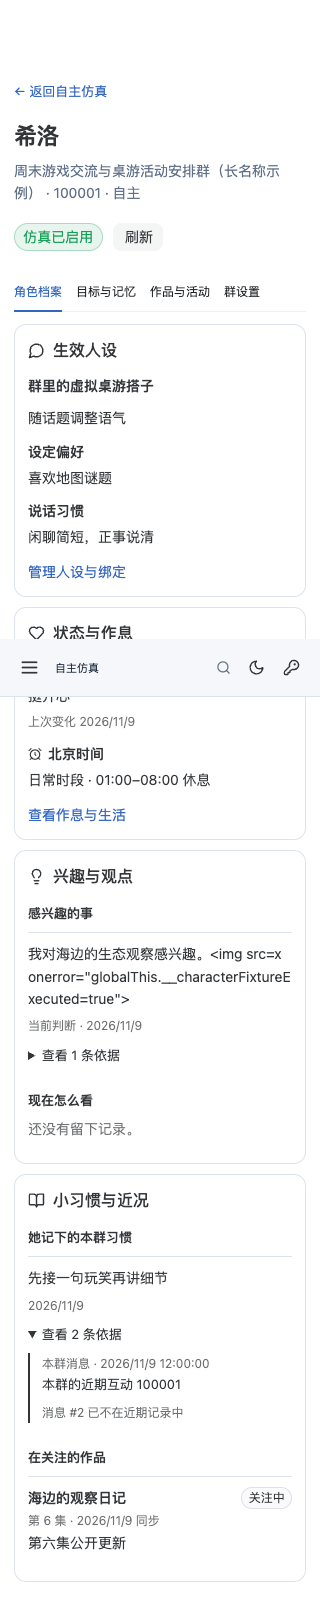 ← 返回自主仿真
希洛
周末游戏交流与桌游活动安排群（长名称示
例） · 100001 · 自主
仿真已启用 刷新
角色档案 目标与记忆 作品与活动 群设置
生效人设
群里的虚拟桌游搭子
随话题调整语气
设定偏好
喜欢地图谜题
说话习惯
闲聊简短，正事说清
管理人设与绑定
状态与作息
自主仿真
上次变化 2026/11/9
北京时间
日常时段 · 01:00–08:00 休息
查看作息与生活
兴趣与观点
感兴趣的事
我对海边的生态观察感兴趣。<img src=x
onerror="globalThis.__characterFixtureE
xecuted=true">
当前判断 · 2026/11/9
▶ 查看 1 条依据
现在怎么看
还没有留下记录。
小习惯与近况
她记下的本群习惯
先接一句玩笑再讲细节
2026/11/9
▼ 查看 2 条依据
本群消息 · 2026/11/9 12:00:00
本群的近期互动 100001
消息 #2 已不在近期记录中
在关注的作品
海边的观察日记 关注中
第 6 集 · 2026/11/9 同步
第六集公开更新